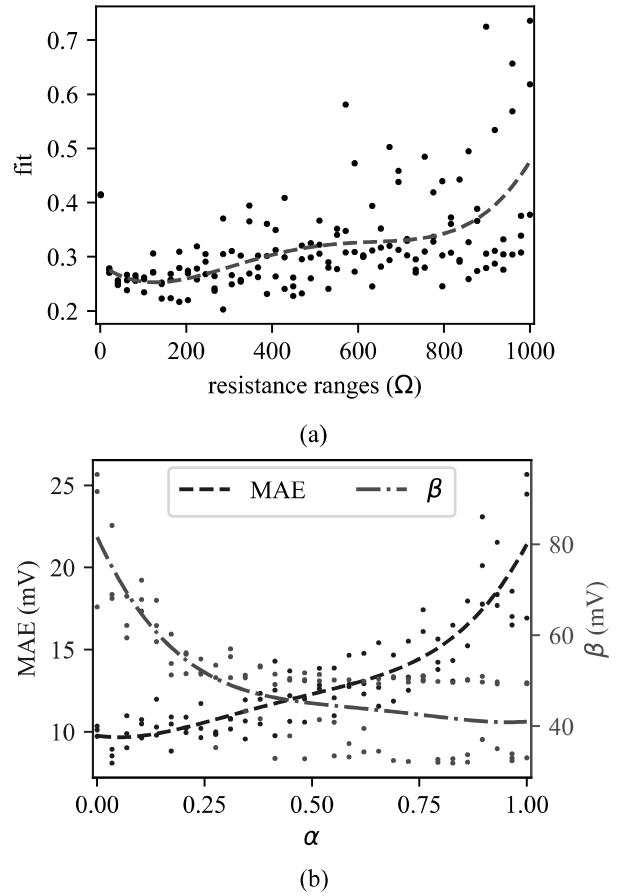 0.7
0.6
0.5
0.4
0.3
0.2
fit
0 200 400 600 800 1000
resistance ranges (Ω)
(a)
MAE β
25
20
15
10
MAE (mV)
80
60
40
β (mV)
0.00 0.25 0.50 0.75 1.00
α
(b)